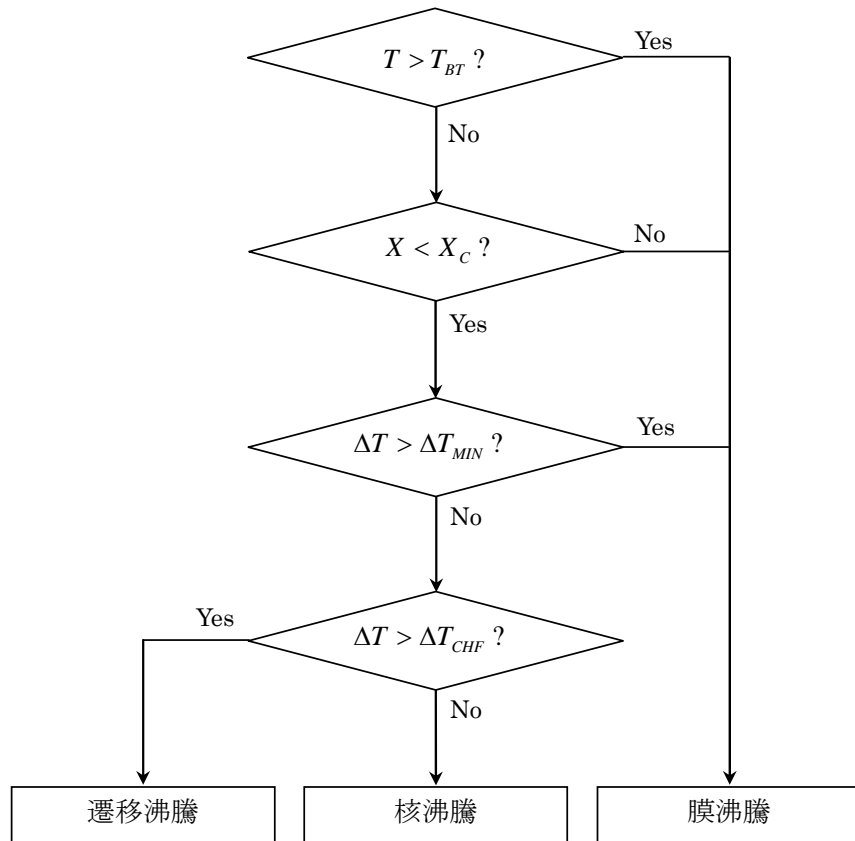 T > T_BT ?
Yes
No
X < X_C ?
No
Yes
ΔT > ΔT_MIN ?
Yes
No
Yes
ΔT > ΔT_CHF ?
No
遷移沸騰
核沸騰
膜沸騰